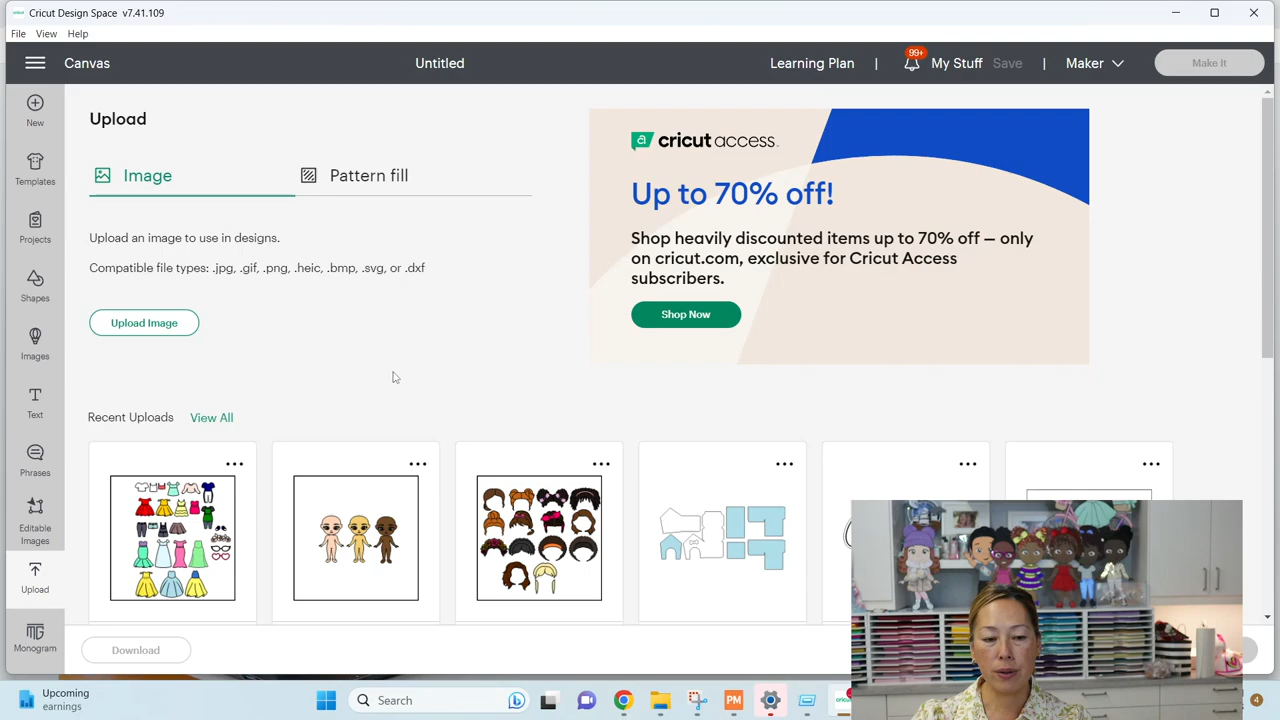 Cricut Design Space v7.41.109
File View Help
Canvas
Untitled
Learning Plan | 99+ My Stuff Save | Maker Make It
New
Templates
Projects
Shapes
Images
Text
Phrases
Editable
Images
Upload
Monogram
Upload
Image
Pattern fill
Upload an image to use in designs.
Compatible file types: .jpg, .gif, .png, .heic, .bmp, .svg, or .dxf
Upload Image
cricut access.
Up to 70% off!
Shop heavily discounted items up to 70% off — only
on cricut.com, exclusive for Cricut Access
subscribers.
Shop Now
Recent Uploads View All
Download
Upcoming
earnings
Search
PM
4